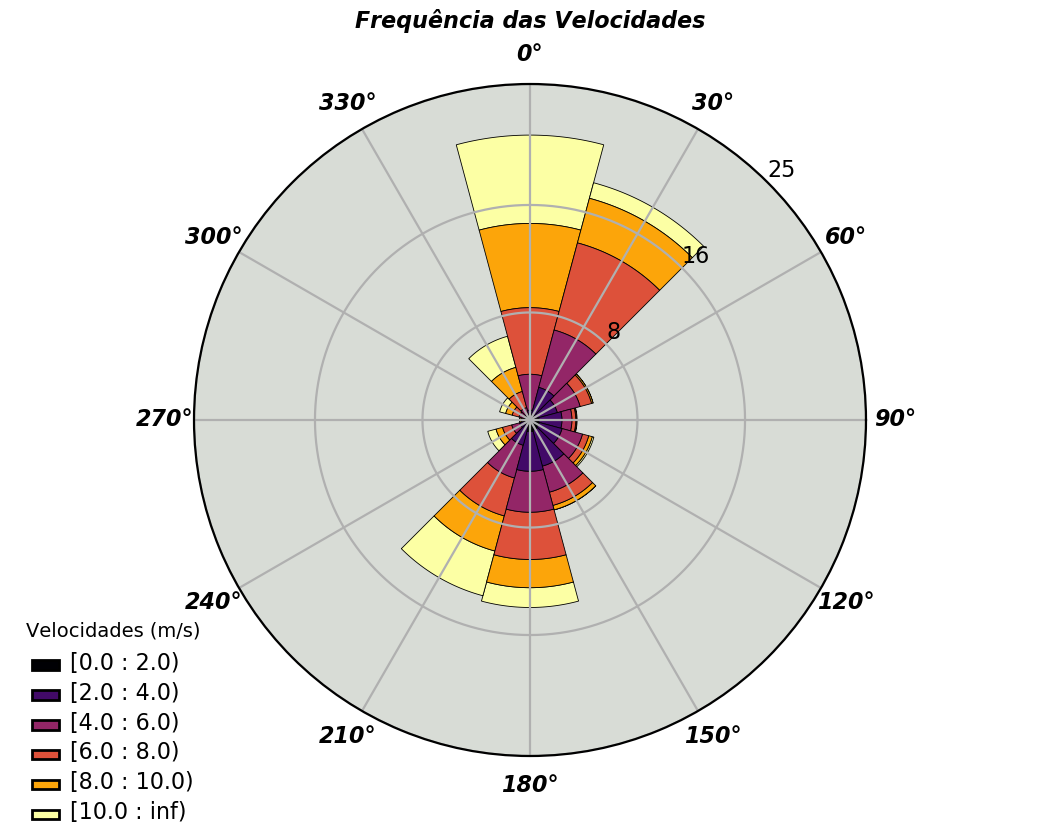 Frequência das Velocidades
0°
330°
30°
25
300°
60°
16
8
270°
90°
240°
120°
210°
150°
180°
Velocidades (m/s)
[0.0 : 2.0)
[2.0 : 4.0)
[4.0 : 6.0)
[6.0 : 8.0)
[8.0 : 10.0)
[10.0 : inf)